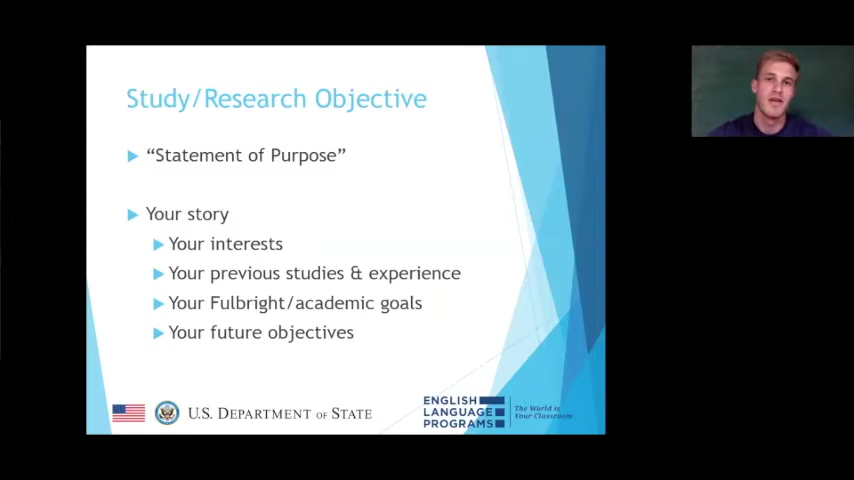 Study/Research Objective
“Statement of Purpose”
Your story
Your interests
Your previous studies & experience
Your Fulbright/academic goals
Your future objectives
U.S. DEPARTMENT OF STATE
ENGLISH
LANGUAGE
PROGRAMS
The World is
Your Classroom